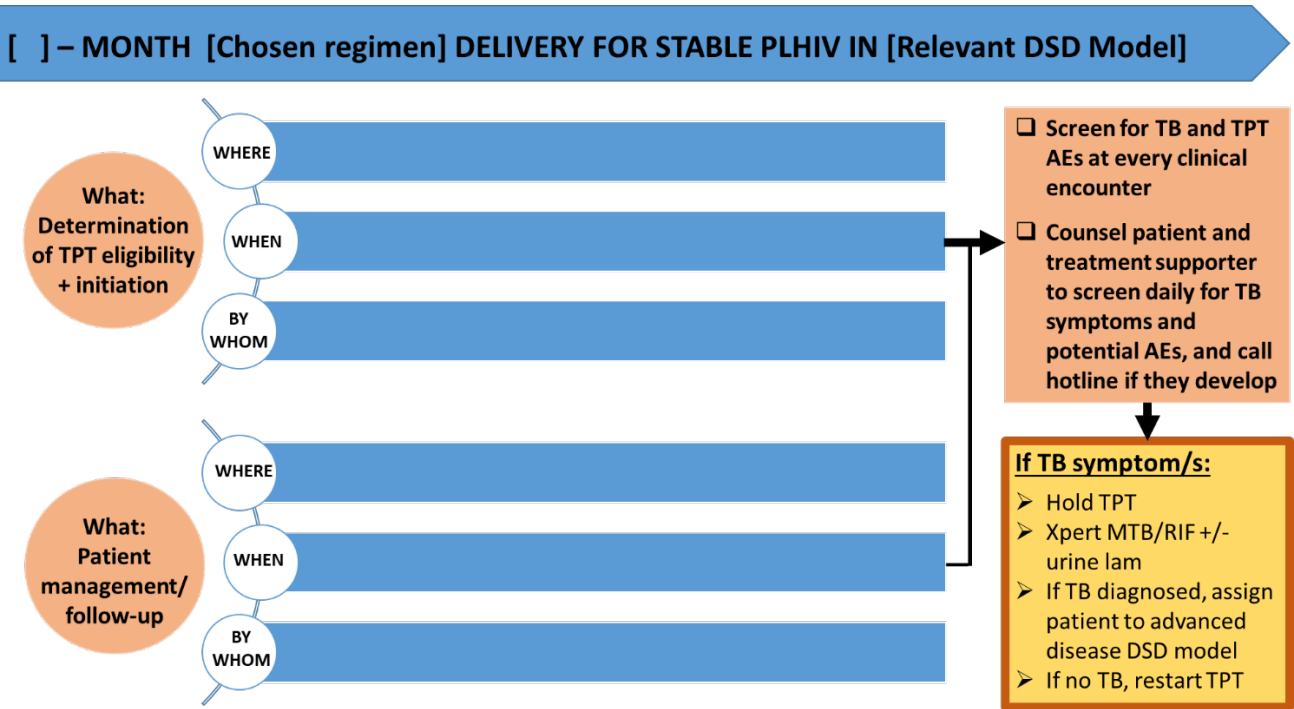 [ ] – MONTH [Chosen regimen] DELIVERY FOR STABLE PLHIV IN [Relevant DSD Model]
What:
Determination
of TPT eligibility
+ initiation
WHERE
WHEN
BY
WHOM
What:
Patient
management/
follow-up
WHERE
WHEN
BY
WHOM
❑ Screen for TB and TPT
AEs at every clinical
encounter
❑ Counsel patient and
treatment supporter
to screen daily for TB
symptoms and
potential AEs, and call
hotline if they develop
If TB symptom/s:
➢ Hold TPT
➢ Xpert MTB/RIF +/-
urine lam
➢ If TB diagnosed, assign
patient to advanced
disease DSD model
➢ If no TB, restart TPT